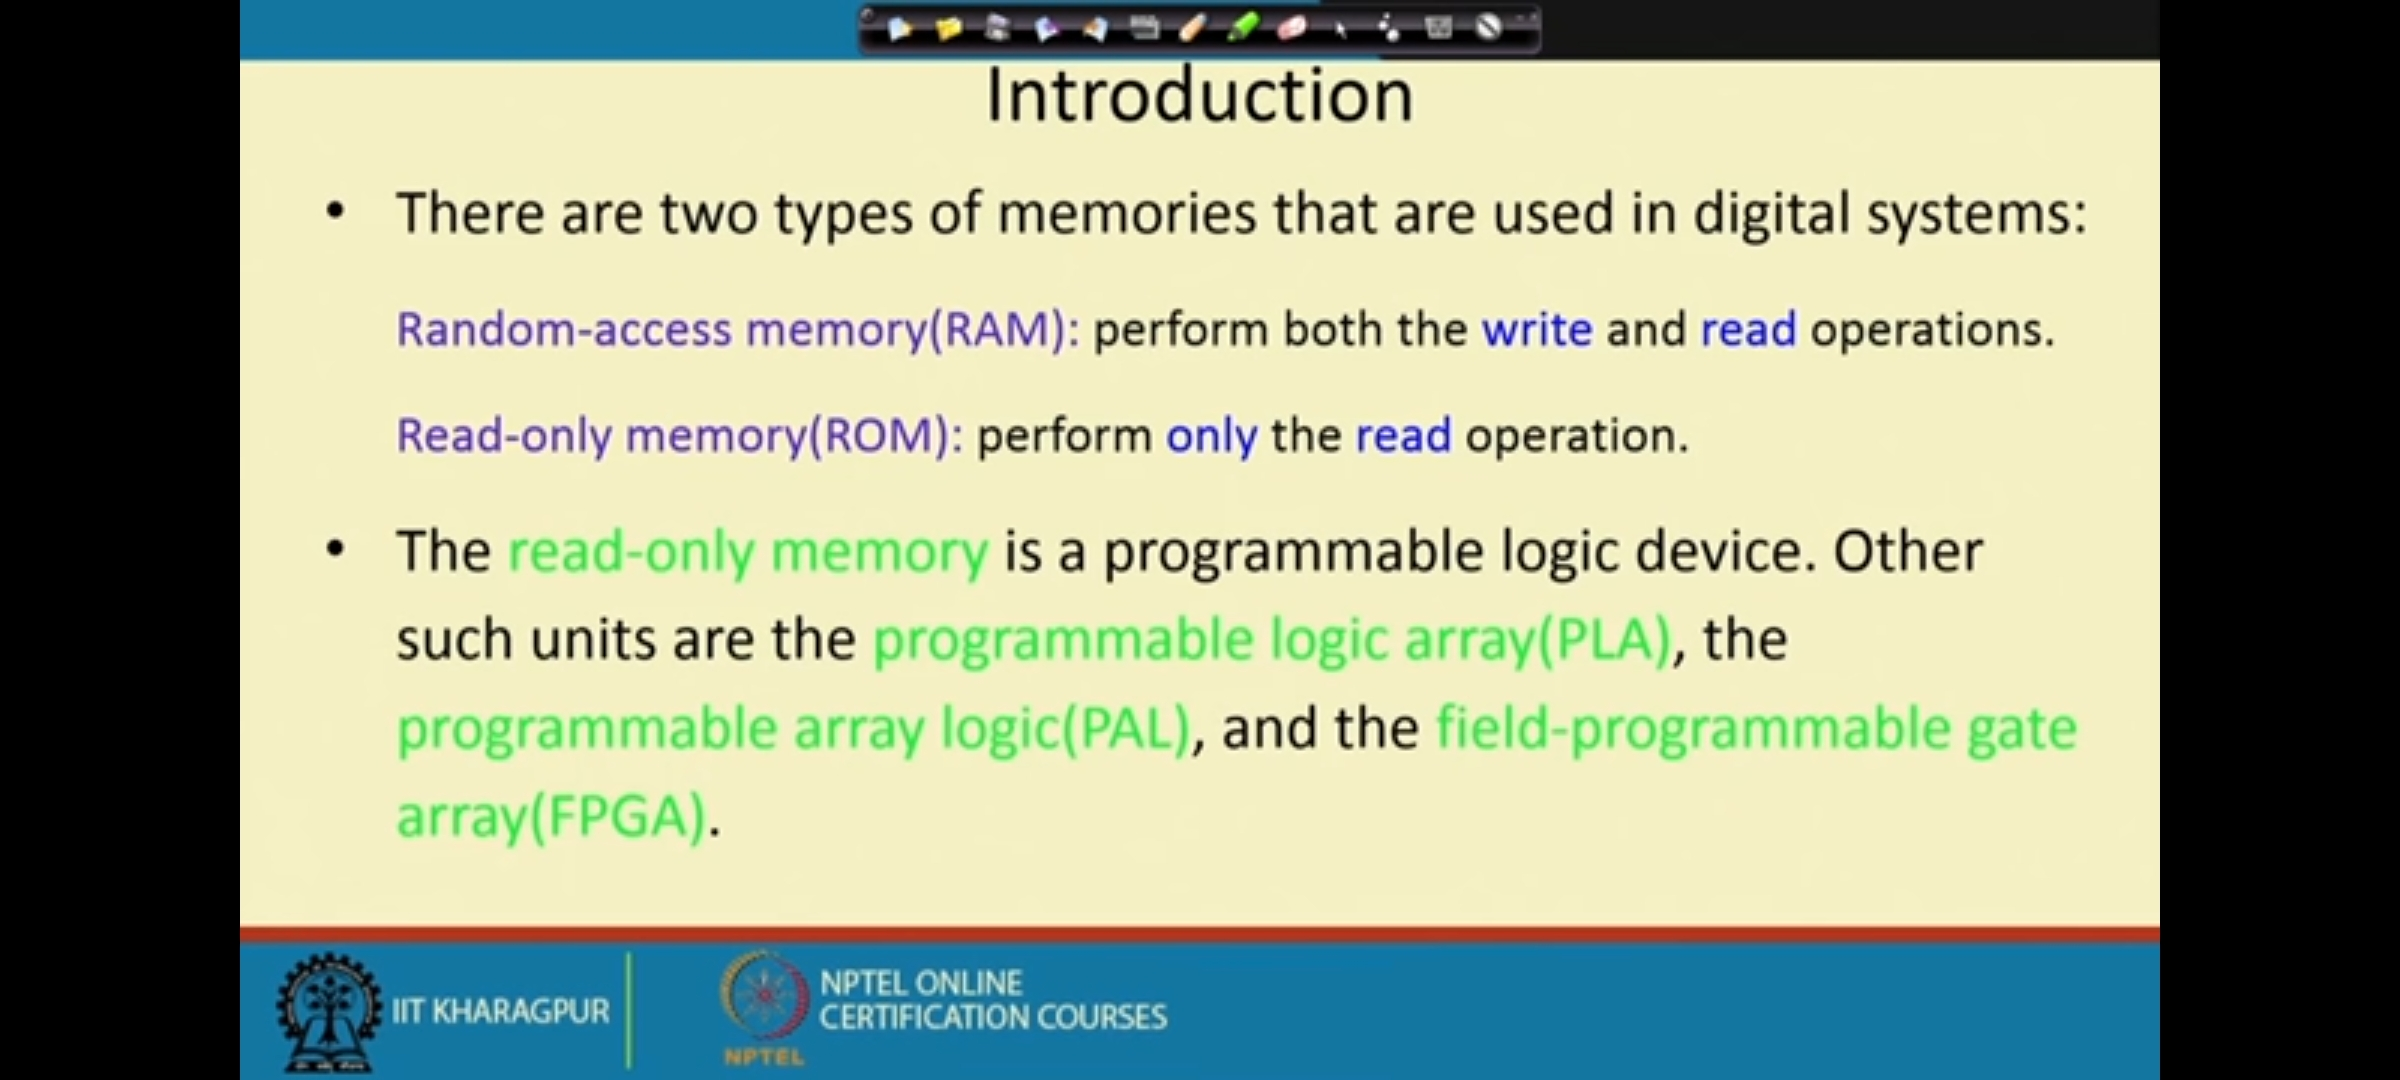 Introduction
• There are two types of memories that are used in digital systems:
Random-access memory(RAM): perform both the write and read operations.
Read-only memory(ROM): perform only the read operation.
• The read-only memory is a programmable logic device. Other
such units are the programmable logic array(PLA), the
programmable array logic(PAL), and the field-programmable gate
array(FPGA).
IIT KHARAGPUR
NPTEL ONLINE
CERTIFICATION COURSES
NPTEL